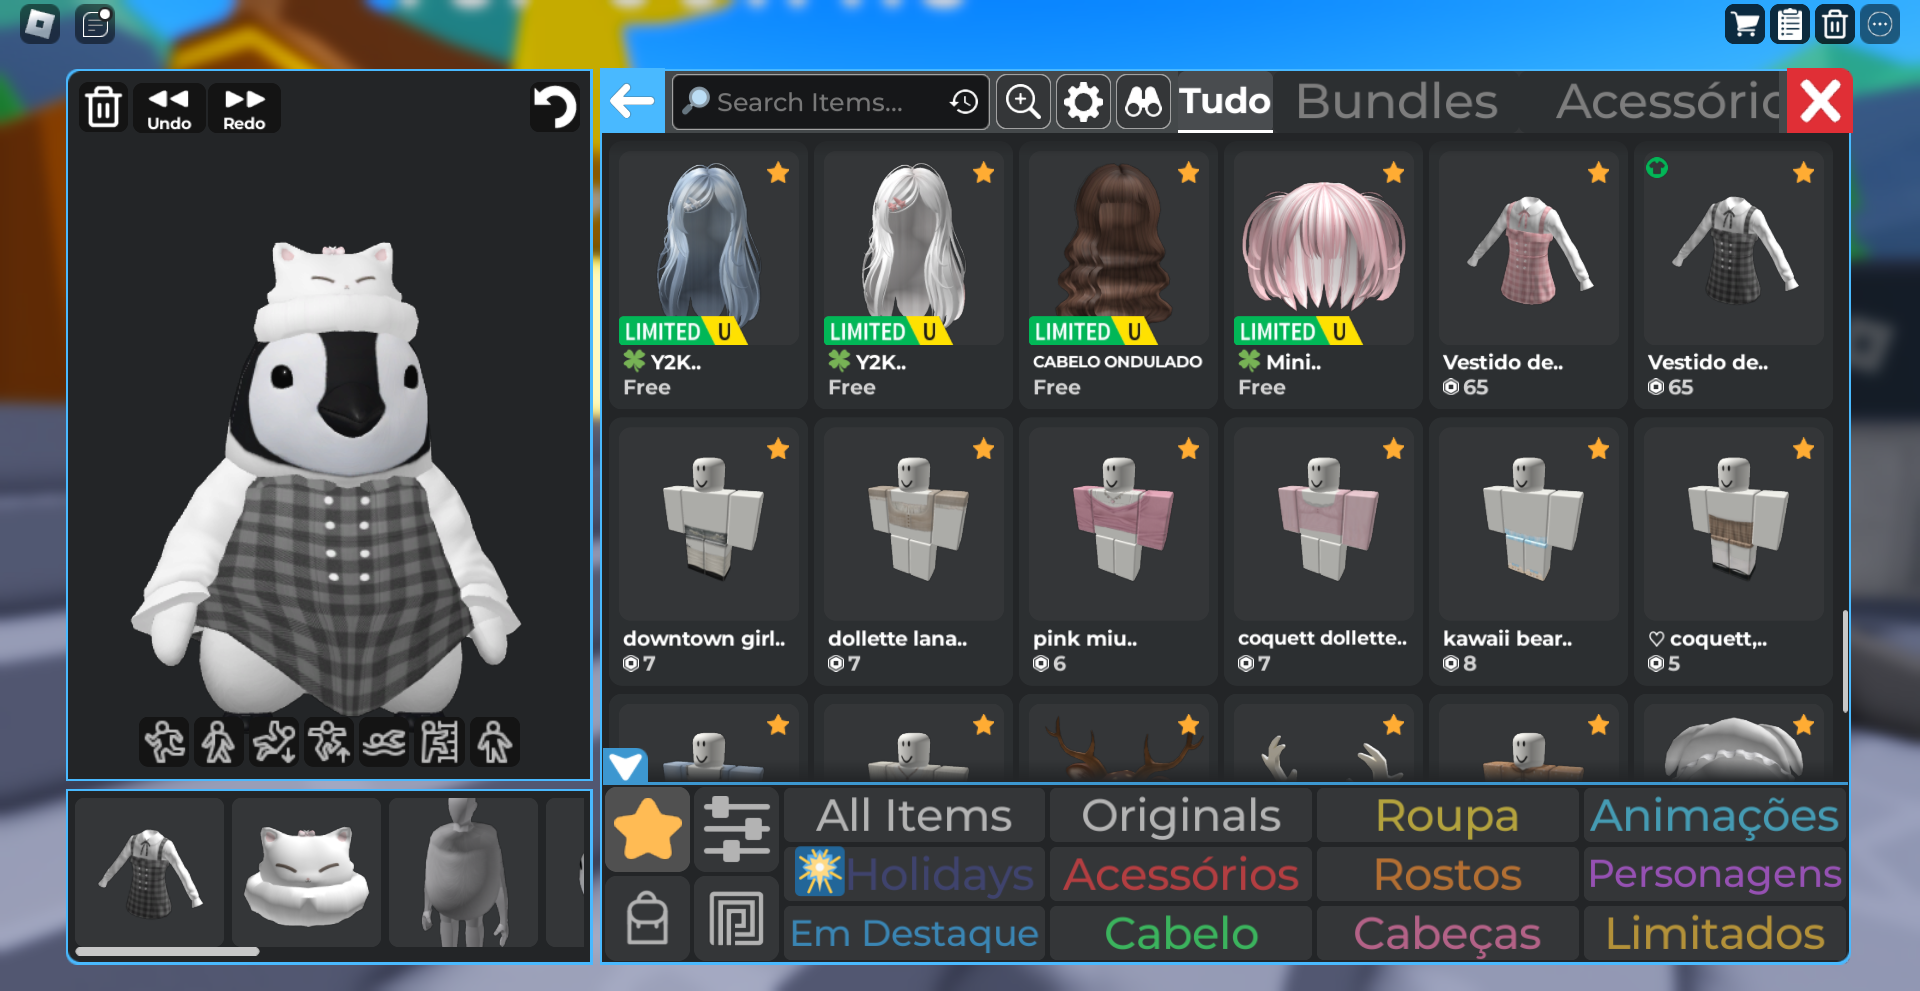 Undo
Redo
Search Items...
Tudo
Bundles
Acessório
LIMITED U
Y2K..
Free
LIMITED U
Y2K..
Free
LIMITED U
CABELO ONDULADO
Free
LIMITED U
Mini..
Free
Vestido de..
65
Vestido de..
65
downtown girl..
7
dollette lana..
7
pink miu..
6
coquett dollette..
7
kawaii bear..
8
♡ coquett,..
5
All Items
Originals
Roupa
Animações
Holidays
Acessórios
Rostos
Personagens
Em Destaque
Cabelo
Cabeças
Limitados